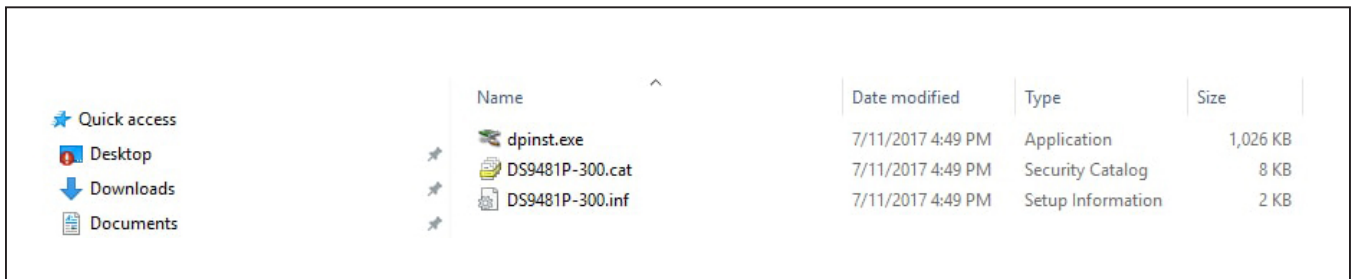 Name Date modified Type Size
Quick access
dpinst.exe 7/11/2017 4:49 PM Application 1,026 KB
Desktop
DS9481P-300.cat 7/11/2017 4:49 PM Security Catalog 8 KB
Downloads
DS9481P-300.inf 7/11/2017 4:49 PM Setup Information 2 KB
Documents